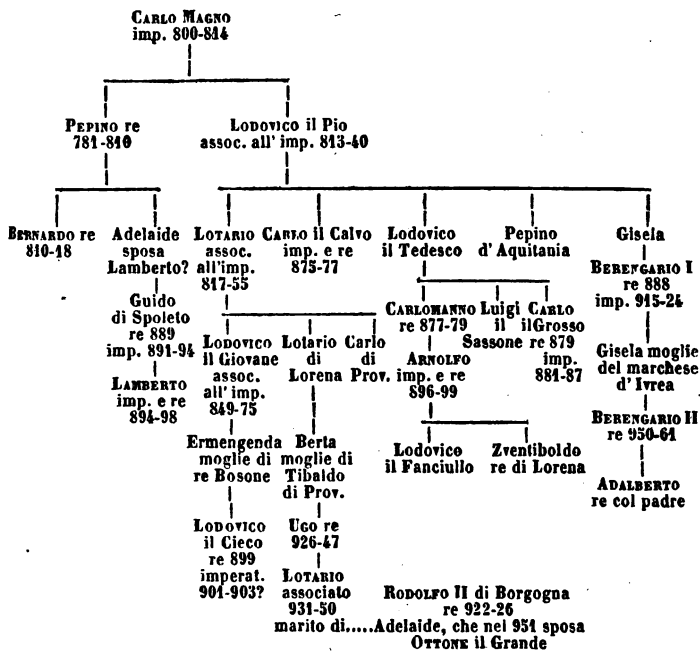 CARLO MAGNO
imp. 800-814
PEPINO re
781-810
LODOVICO il Pio
assoc. all' imp. 813-40
BERNARDO re
810-18
Adelaide
sposa
Lamberto?
Guido
di Spoleto
re 889
imp. 891-94
LAMBERTO
imp. e re
894-98
LOTARIO
assoc.
all'imp.
817-55
LODOVICO
il Giovane
assoc.
all' imp.
849-75
Ermengenda
moglie di
re Bosone
LODOVICO
il Cieco
re 899
imperat.
901-903?
Lotario
di
Lorena
Berta
moglie di
Tibaldo
di Prov.
UGO re
926-47
LOTARIO
associato
931-50
Carlo
di
Prov.
CARLO il Calvo
imp. e re
875-77
Lodovico
il Tedesco
CARLOMANNO
re 877-79
ARNOLFO
imp. e re
896-99
Lodovico
il Fanciullo
Zventiboldo
re di Lorena
Luigi
il
Sassone
CARLO
il Grosso
re 879
imp.
881-87
Pepino
d' Aquitania
Gisela
BERENGARIO I
re 888
imp. 915-24
Gisela moglie
del marchese
d' Ivrea
BERENGARIO II
re 950-61
ADALBERTO
re col padre
RODOLFO II di Borgogna
re 922-26
marito di.....Adelaide, che nel 951 sposa
OTTONE il Grande